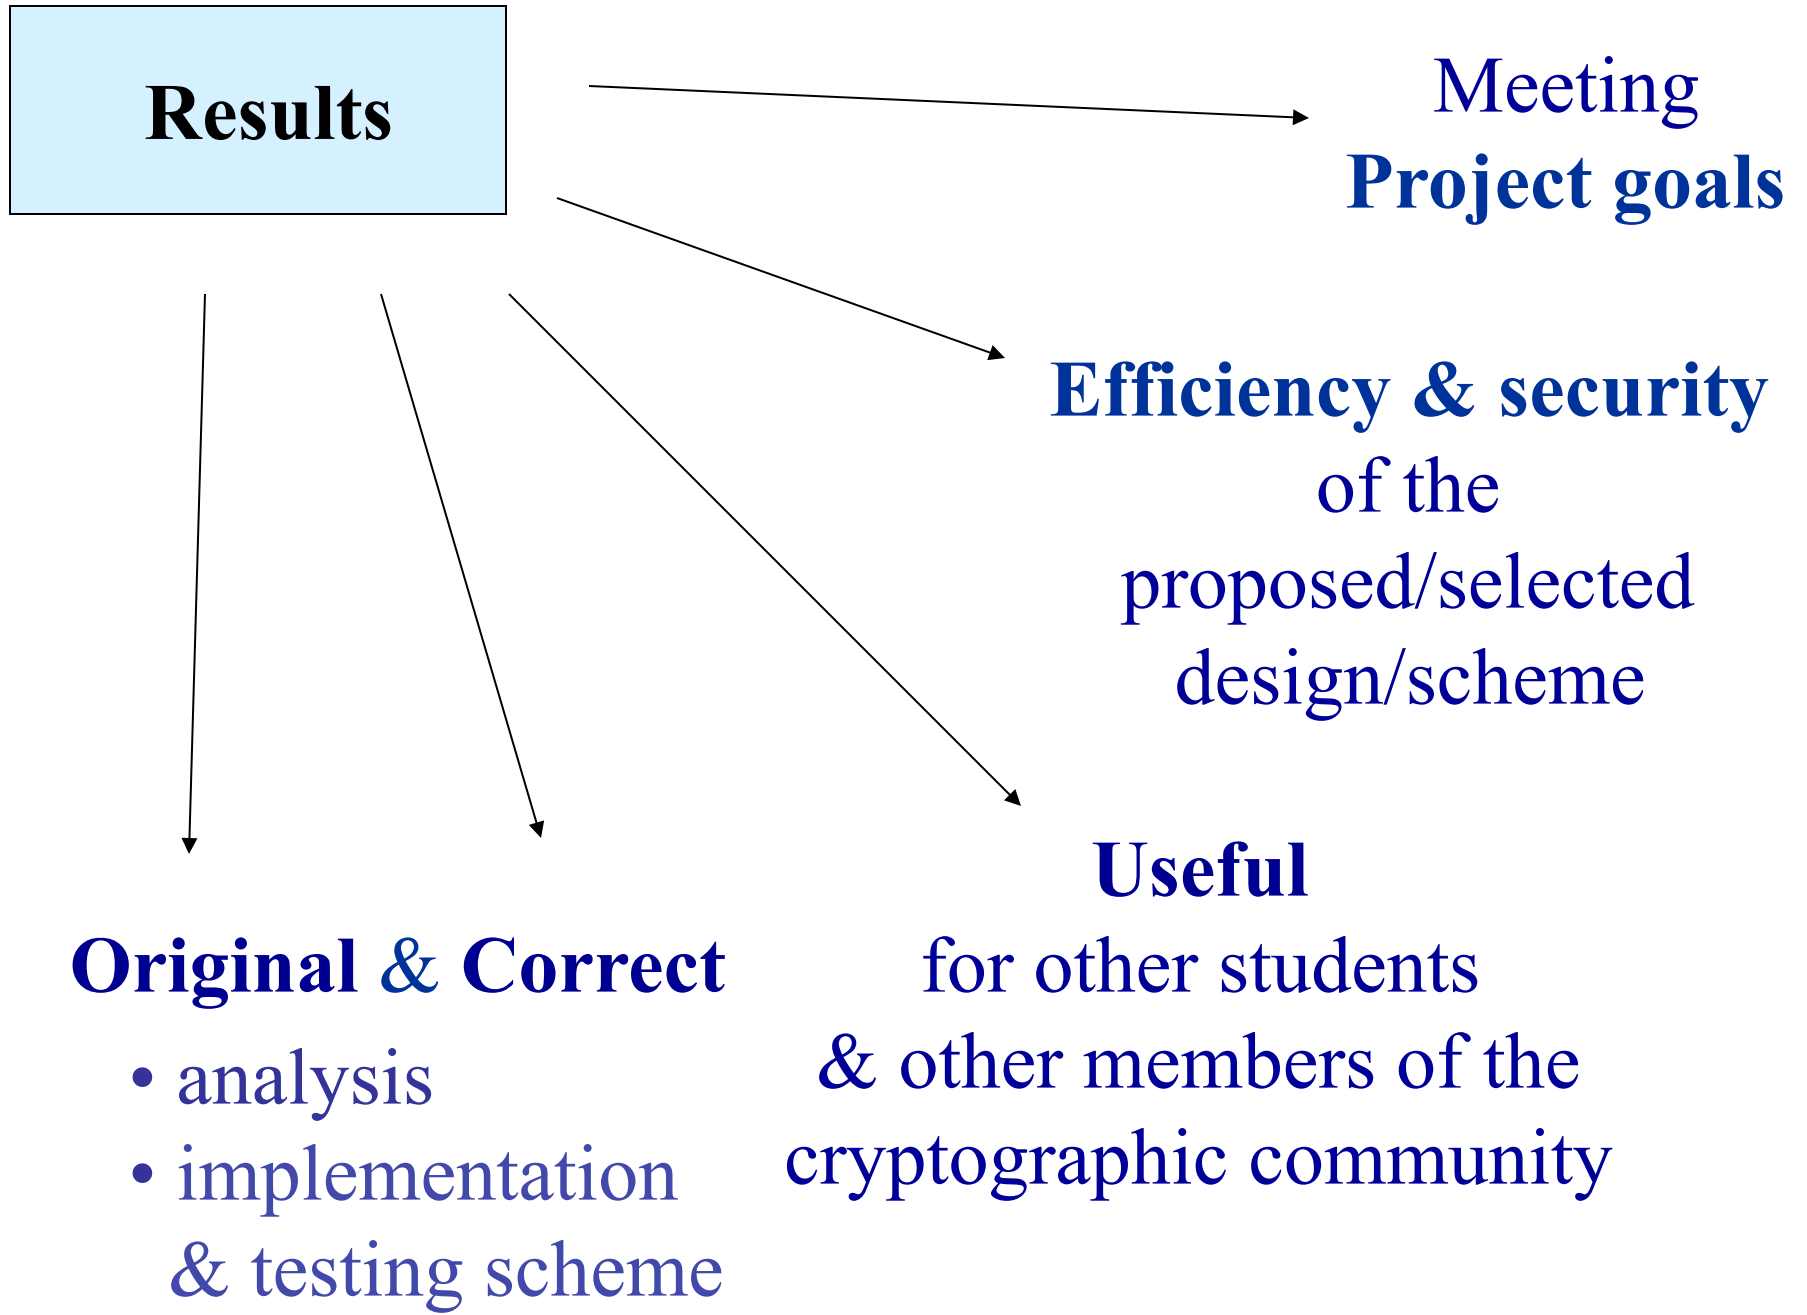 Results
Meeting
Project goals
Efficiency & security
of the
proposed/selected
design/scheme
Useful
for other students
& other members of the
cryptographic community
Original & Correct
• analysis
• implementation
& testing scheme